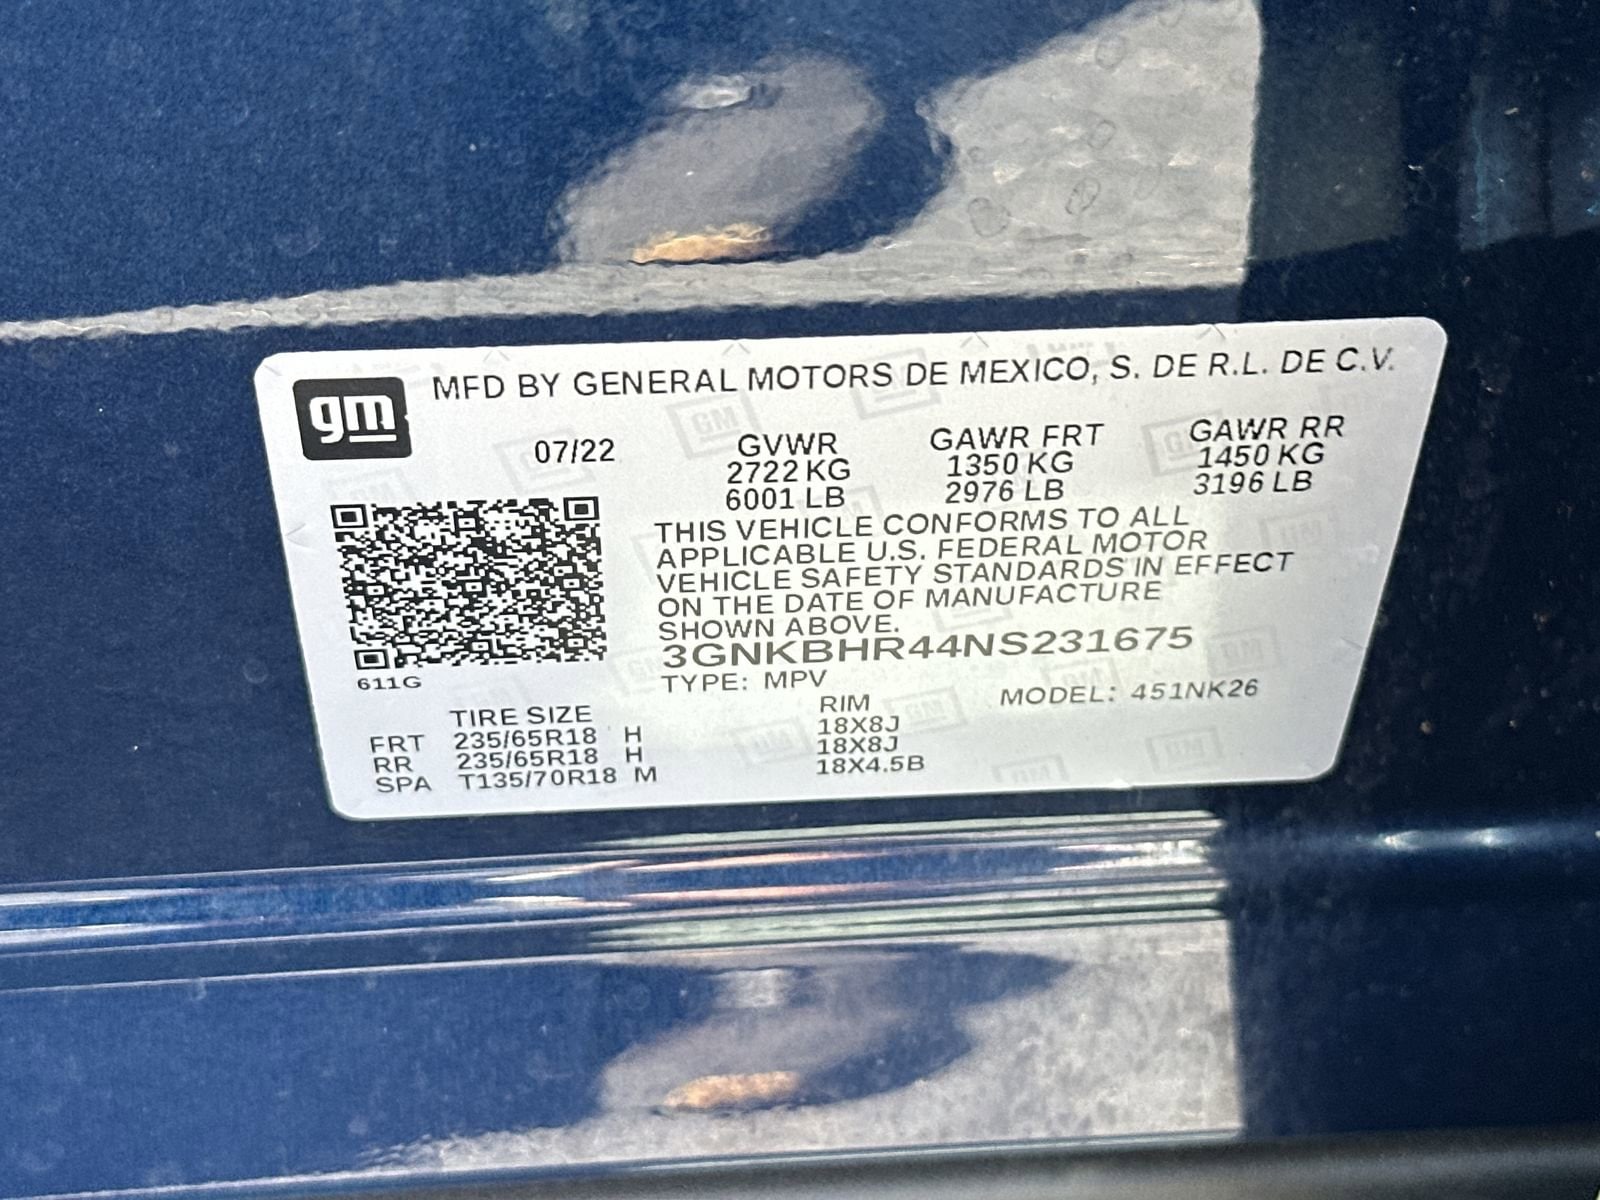 gm MFD BY GENERAL MOTORS DE MEXICO, S. DE R.L. DE C.V.
07/22 GVWR GAWR FRT GAWR RR
2722 KG 1350 KG 1450 KG
6001 LB 2976 LB 3196 LB
THIS VEHICLE CONFORMS TO ALL
APPLICABLE U.S. FEDERAL MOTOR
VEHICLE SAFETY STANDARDS IN EFFECT
ON THE DATE OF MANUFACTURE
SHOWN ABOVE.
3GNKBHR44NS231675
611G
TYPE: MPV MODEL: 451NK26
TIRE SIZE RIM
FRT 235/65R18 H 18X8J
RR 235/65R18 H 18X8J
SPA T135/70R18 M 18X4.5B